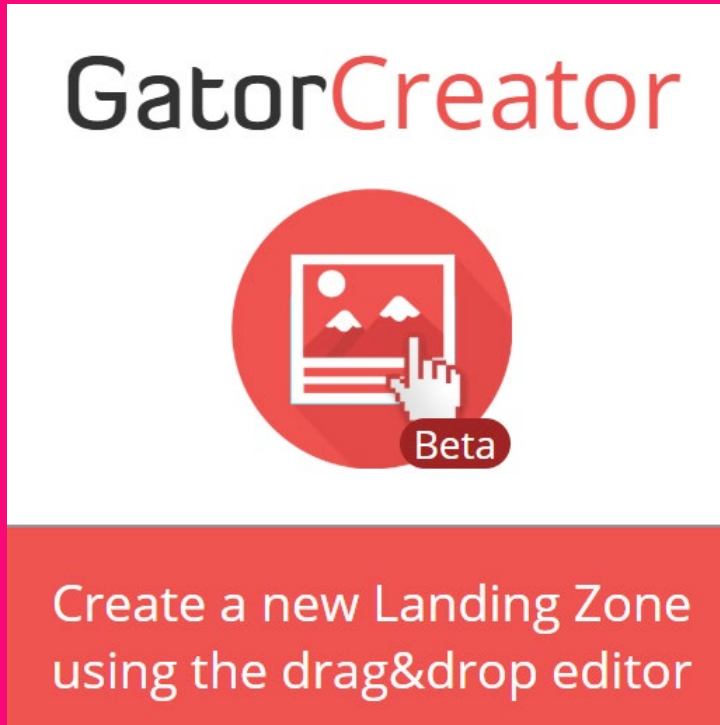 GatorCreator
Beta
Create a new Landing Zone
using the drag&drop editor